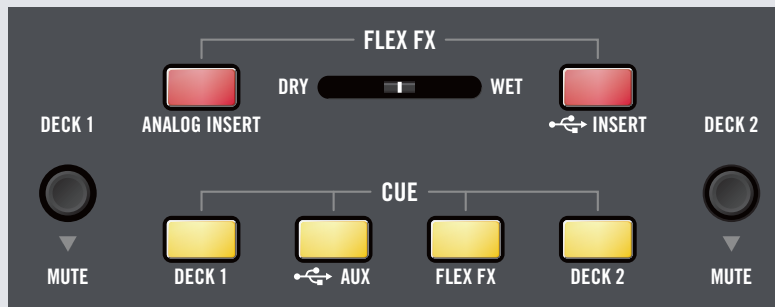 FLEX FX
DRY WET
DECK 1 ANALOG INSERT INSERT DECK 2
CUE
MUTE DECK 1 AUX FLEX FX DECK 2 MUTE